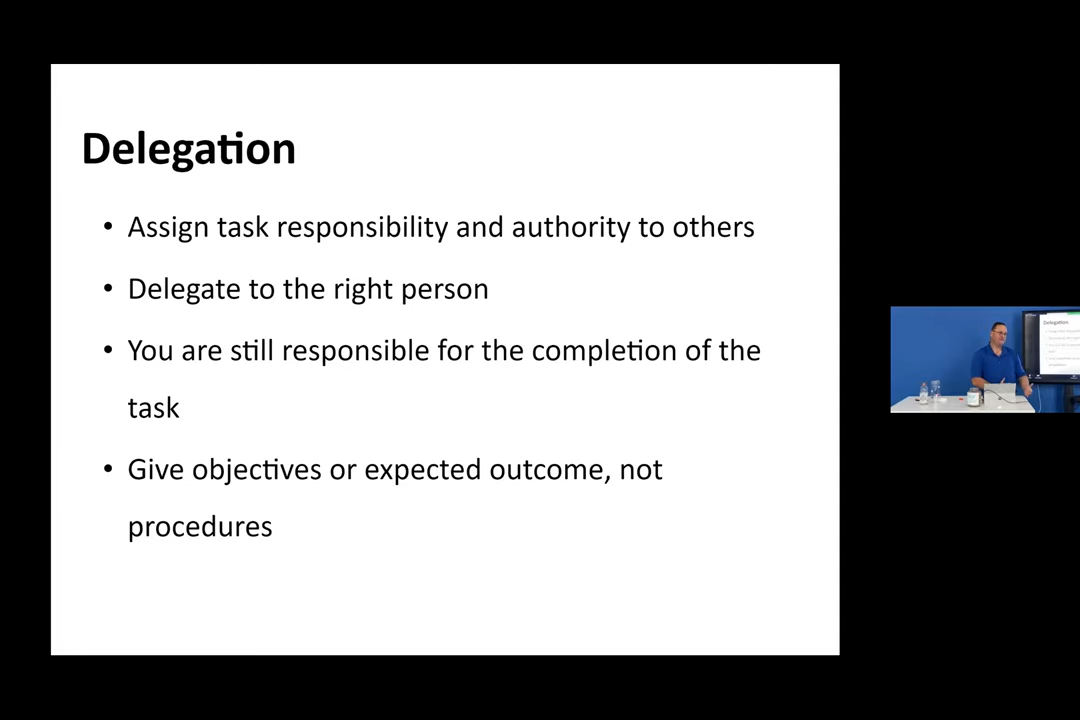 Delegation
• Assign task responsibility and authority to others
• Delegate to the right person
• You are still responsible for the completion of the
task
• Give objectives or expected outcome, not
procedures
Delegation